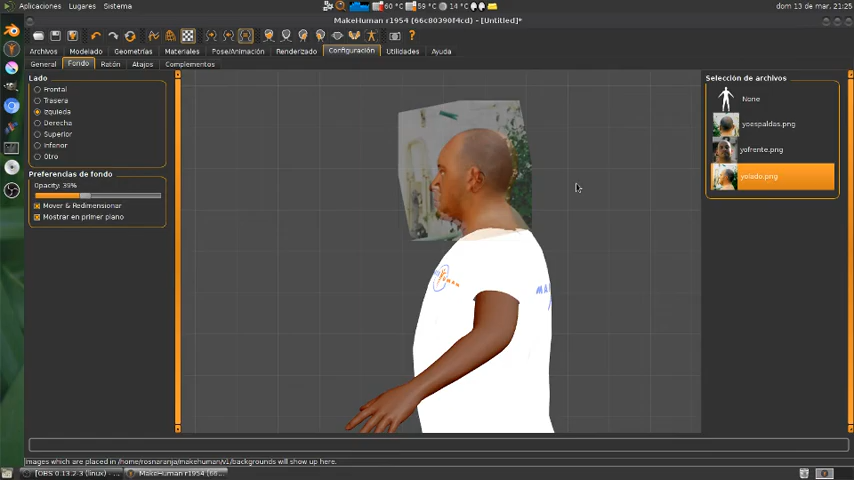 Aplicaciones Lugares Sistema
60 °C 59 °C 14 °C dom 13 de mar, 21:25
MakeHuman r1954 (66c80390f4cd) - [Untitled]*
Archivos Modelado Geometrías Materiales Pose/Animación Renderzado Configuración Utilidades Ayuda
General Fondo Ratón Atajos Complementos
Lado
Frontal
Trasera
Izquieda
Derecha
Superior
Inferior
Otro
Preferencias de fondo
Opacity: 39%
Mover & Redimensionar
Mostrar en primer plano
Selección de archivos
None
yoespaldas.png
yofrente.png
yolado.png
Images which are placed in /home/rosnaranja/makehuman/v1/backgrounds will show up here.
[OBS 0.13.2-3 (linux) - ... MakeHuman r1954 (66...